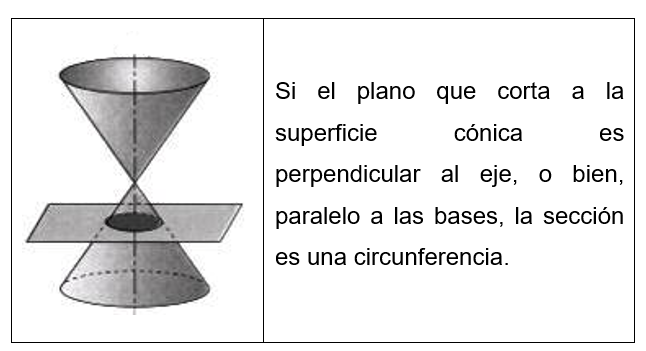 Si el plano que corta a la
superficie cónica es
perpendicular al eje, o bien,
paralelo a las bases, la sección
es una circunferencia.